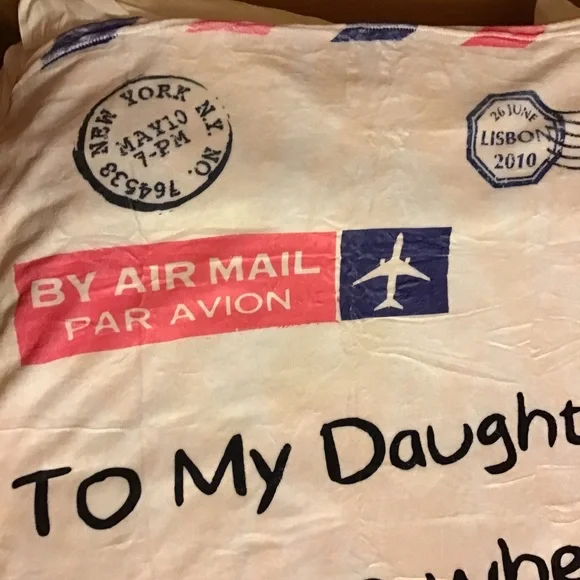 NEW YORK N.Y. NO. 764538
MAY 10
7-PM
26 JUNE
LISBON
2010
BY AIR MAIL
PAR AVION
TO My Daught
whe